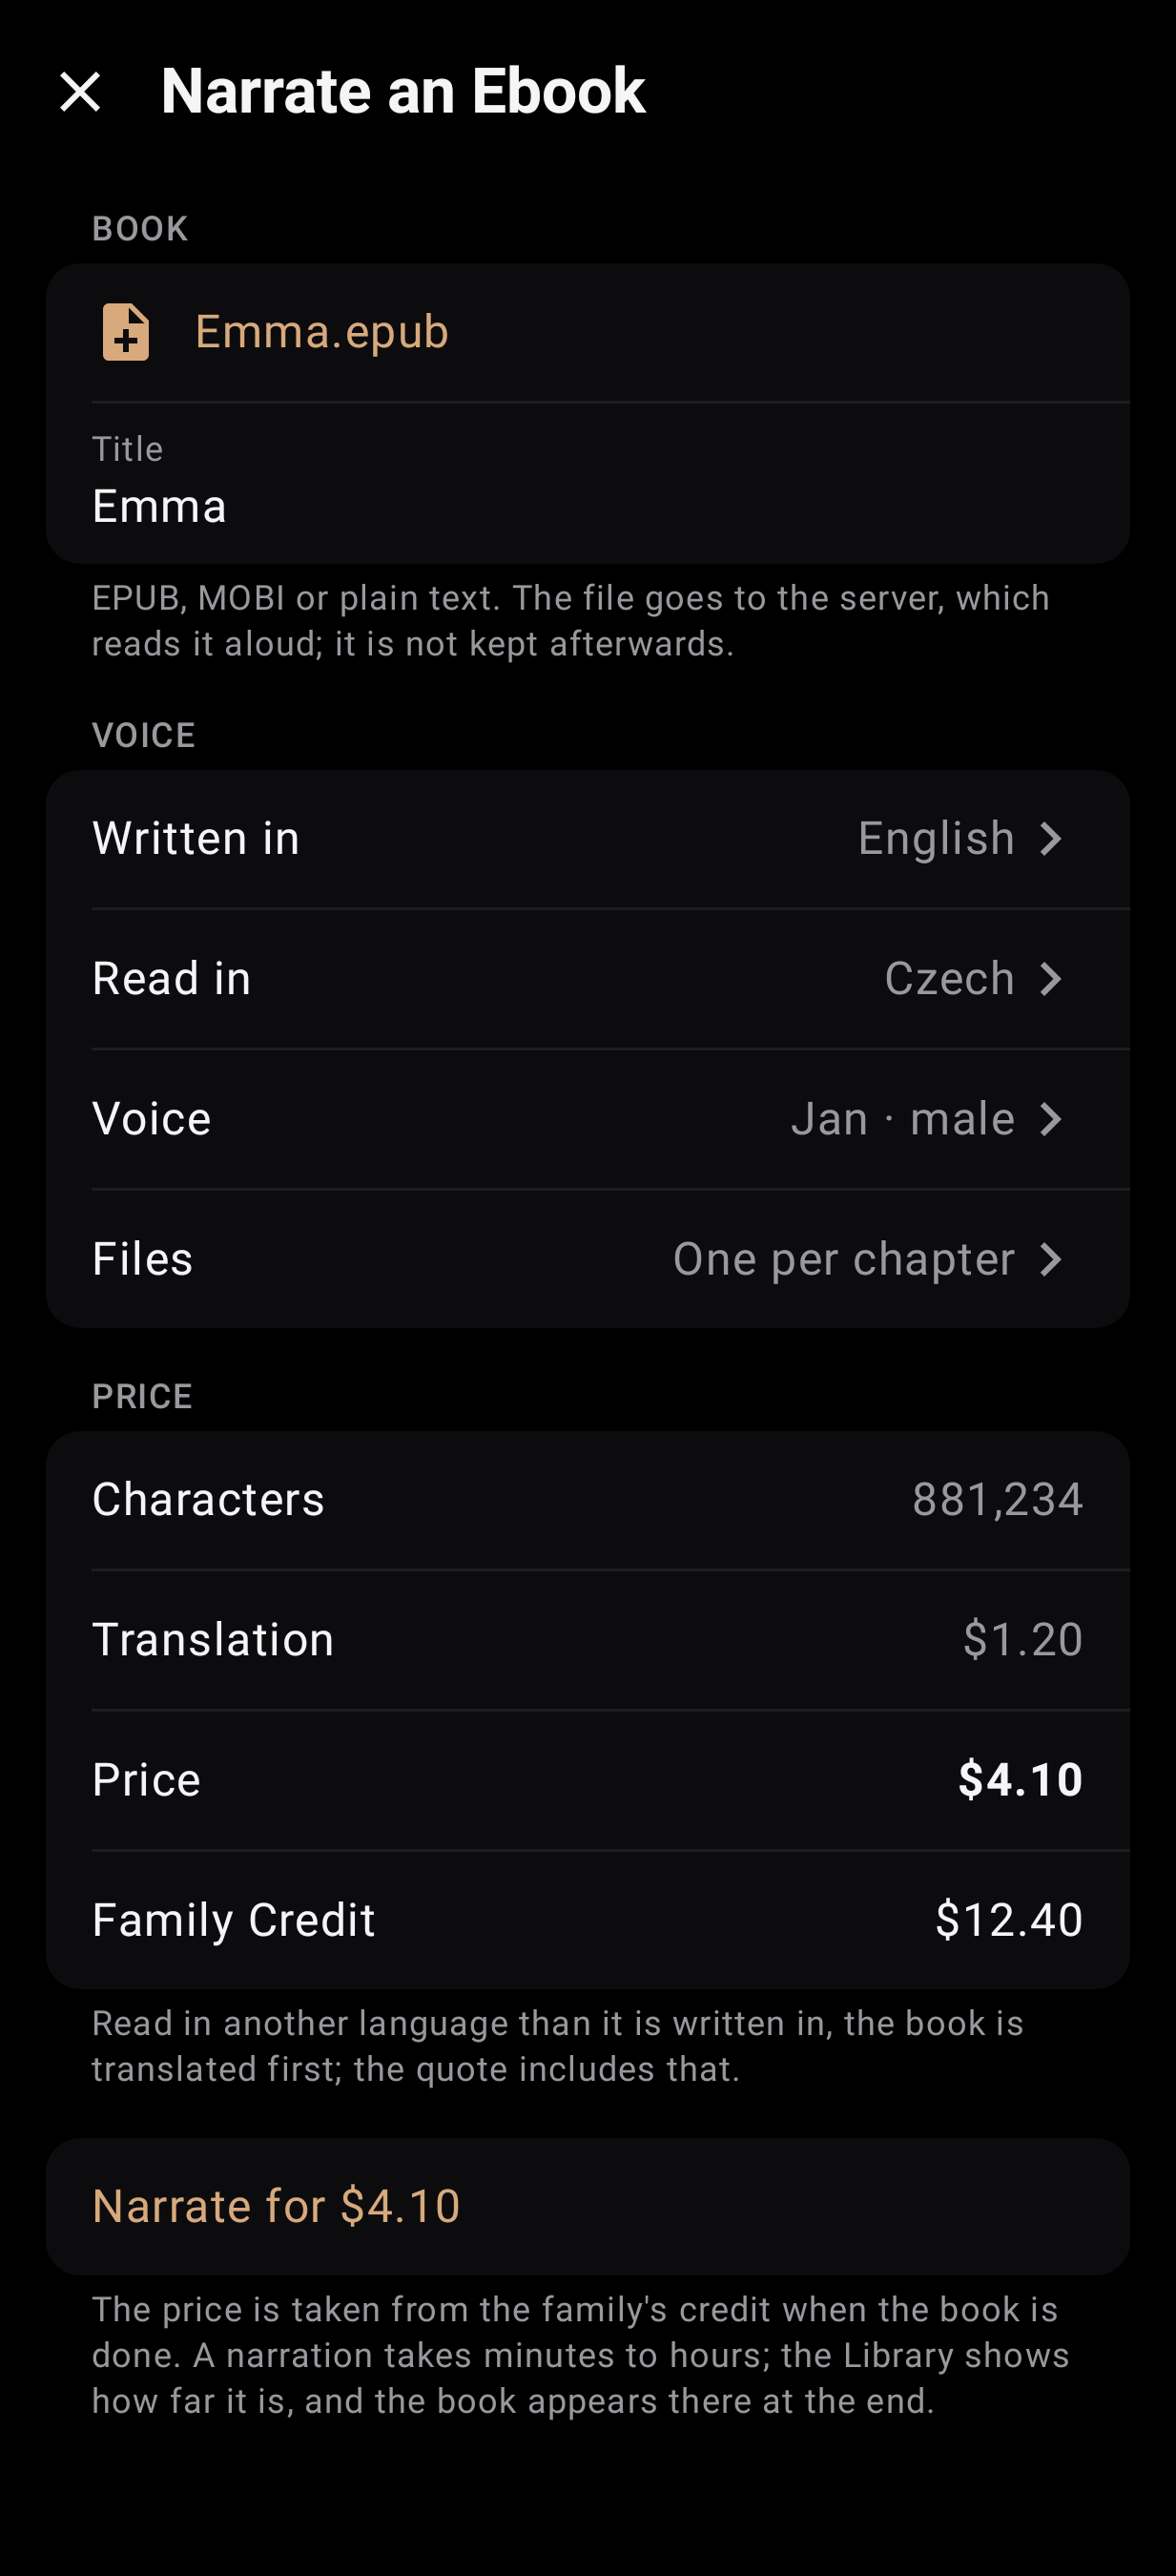 Narrate an Ebook
BOOK
Emma.epub
Title
Emma
EPUB, MOBI or plain text. The file goes to the server, which
reads it aloud; it is not kept afterwards.
VOICE
Written in English
Read in Czech
Voice Jan · male
Files One per chapter
PRICE
Characters 881,234
Translation $1.20
Price $4.10
Family Credit $12.40
Read in another language than it is written in, the book is
translated first; the quote includes that.
Narrate for $4.10
The price is taken from the family's credit when the book is
done. A narration takes minutes to hours; the Library shows
how far it is, and the book appears there at the end.